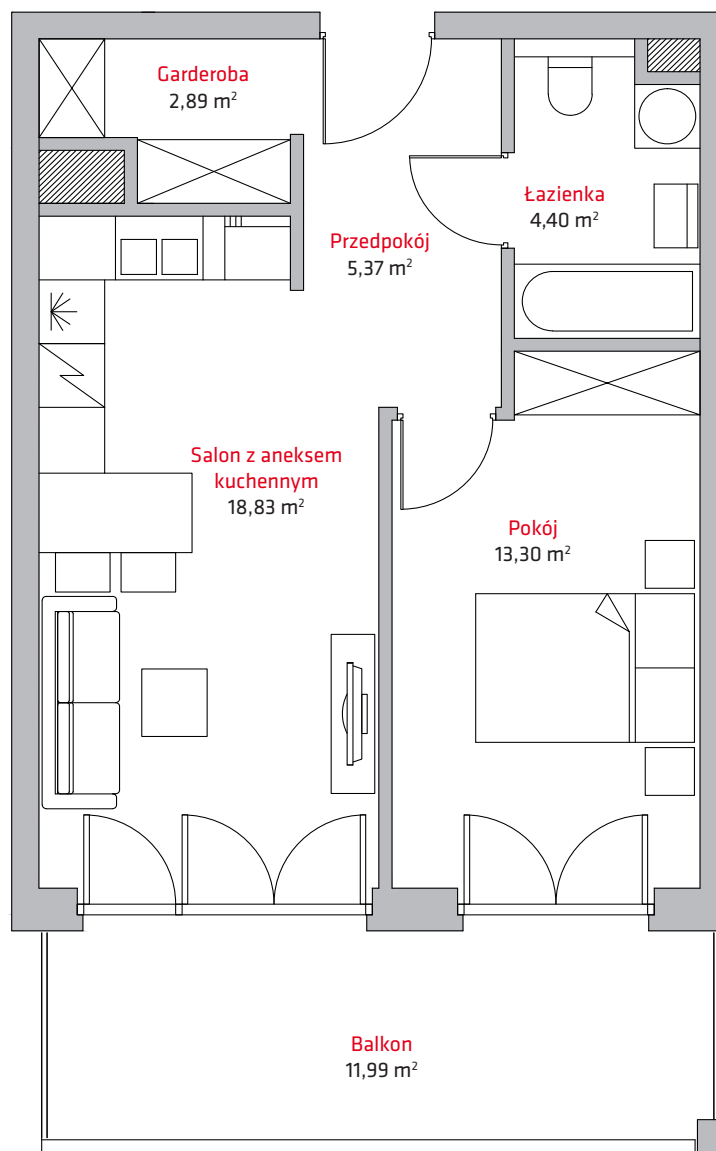 Garderoba
2,89 m²
Łazienka
4,40 m²
Przedpokój
5,37 m²
Salon z aneksem
kuchennym
18,83 m²
Pokój
13,30 m²
Balkon
11,99 m²